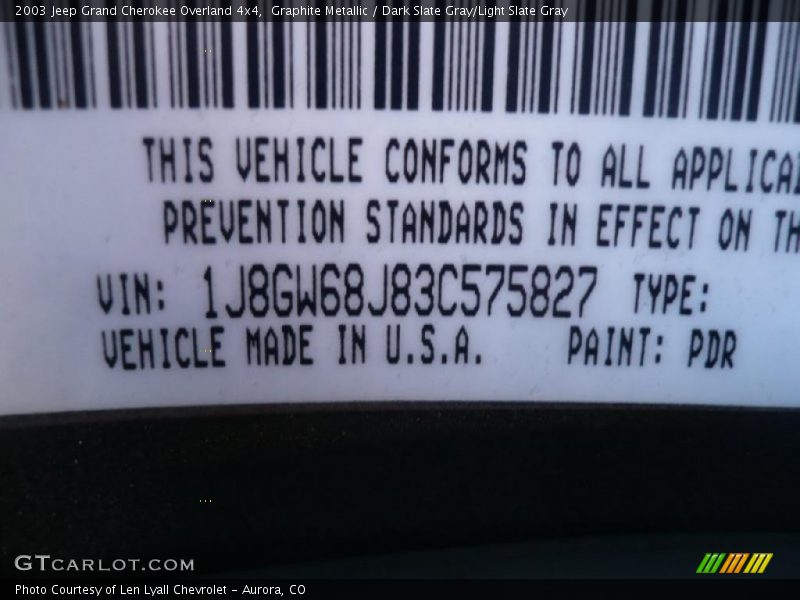 2003 Jeep Grand Cherokee Overland 4x4, Graphite Metallic / Dark Slate Gray/Light Slate Gray
THIS VEHICLE CONFORMS TO ALL APPLICA
PREVENTION STANDARDS IN EFFECT ON TH
VIN: 1J8GW68J83C575827 TYPE:
VEHICLE MADE IN U.S.A. PAINT: PDR
GTCARLOT.COM
Photo Courtesy of Len Lyall Chevrolet - Aurora, CO